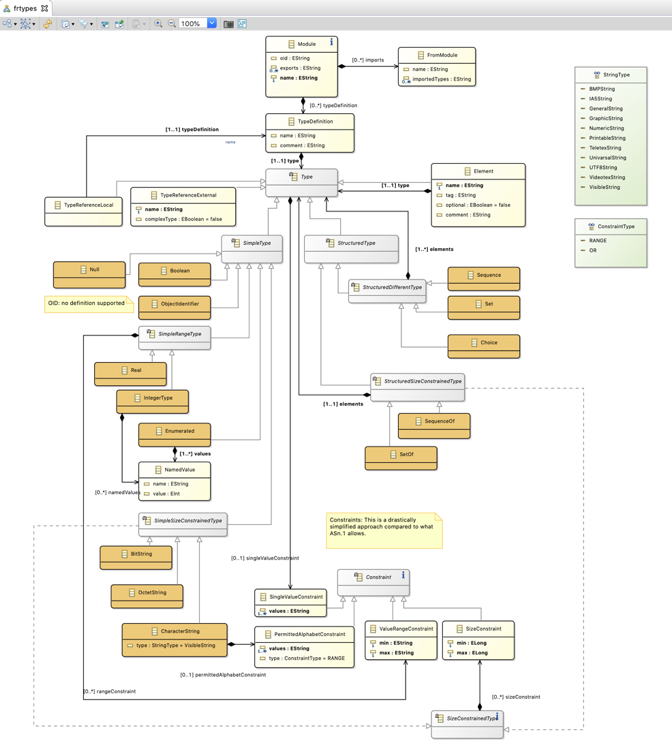 frtypes
100%
Module
oid : EString
exports : EString
name : EString
[0..*] imports
FromModule
name : EString
importedTypes : EString
[0..*] typeDefinition
[1..1] typeDefinition
name
TypeDefinition
name : EString
comment : EString
[1..1] type
Type
[1..1] type
Element
name : EString
tag : EString
optional : EBoolean = false
comment : EString
TypeReferenceLocal
TypeReferenceExternal
name : EString
complexType : EBoolean = false
StringType
BMPString
IA5String
GeneralString
GraphicString
NumericString
PrintableString
TeletexString
UniversalString
UTF8String
VideotexString
VisibleString
ConstraintType
RANGE
OR
SimpleType
StructuredType
[1..*] elements
Null
Boolean
OID: no definition supported
ObjectIdentifier
StructuredDifferentType
Sequence
Set
Choice
SimpleRangeType
Real
IntegerType
Enumerated
[1..*] values
NamedValue
name : EString
value : EInt
[0..*] namedValues
StructuredSizeConstrainedType
[1..1] elements
SequenceOf
SetOf
SimpleSizeConstrainedType
BitString
OctetString
CharacterString
type : StringType = VisibleString
Constraints: This is a drastically
simplified approach compared to what
ASn.1 allows.
[0..1] singleValueConstraint
Constraint
SingleValueConstraint
values : EString
PermittedAlphabetConstraint
values : EString
type : ConstraintType = RANGE
[0..1] permittedAlphabetConstraint
ValueRangeConstraint
min : EString
max : EString
SizeConstraint
min : ELong
max : ELong
[0..*] rangeConstraint
[0..*] sizeConstraint
SizeConstrainedType